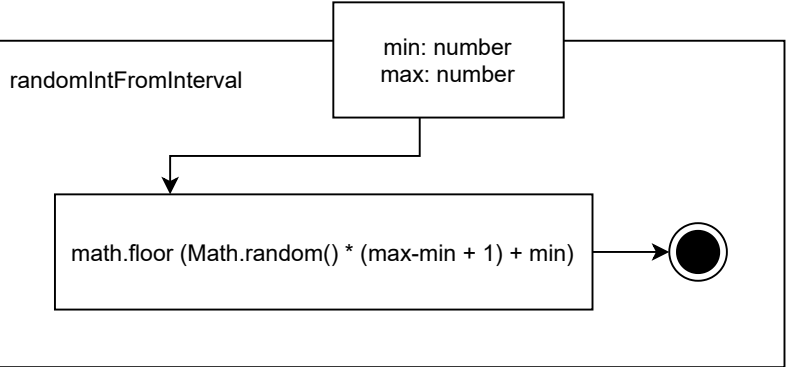 min: number
max: number
randomIntFromInterval
math.floor (Math.random() * (max-min + 1) + min)